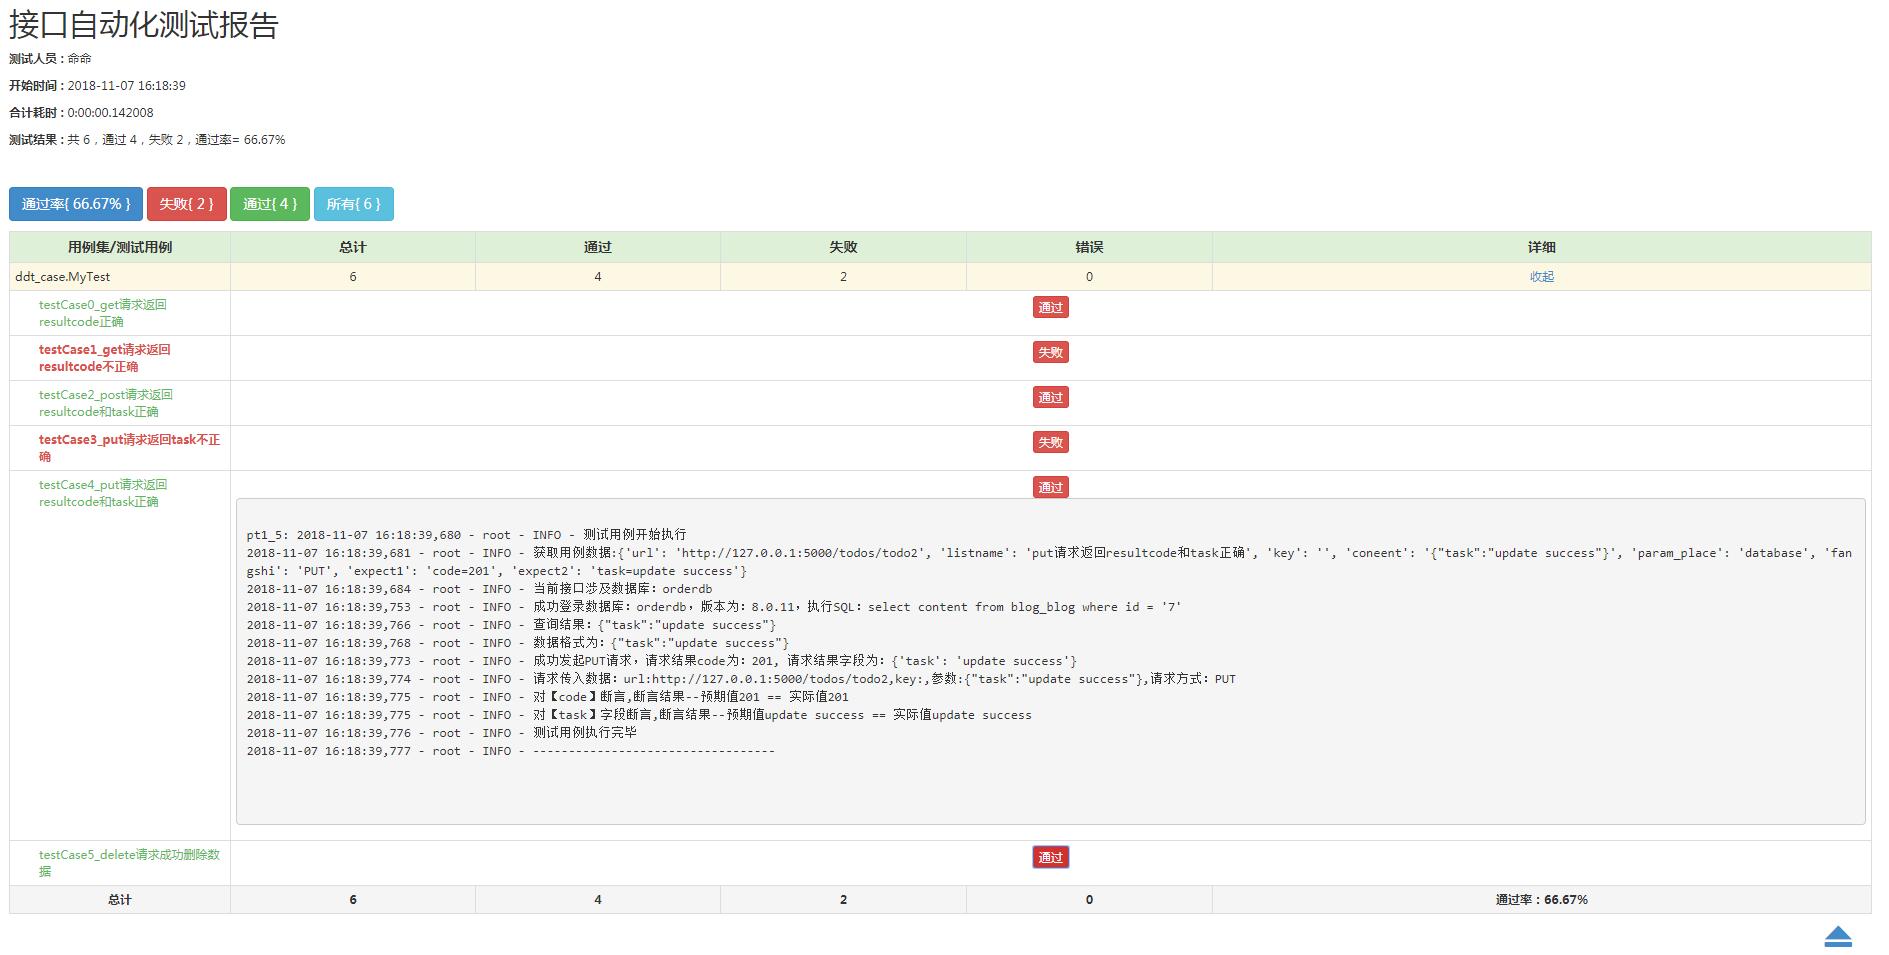 接口自动化测试报告
测试人员 : 命命
开始时间 : 2018-11-07 16:18:39
合计耗时 : 0:00:00.142008
测试结果 : 共 6，通过 4，失败 2，通过率= 66.67%
通过率{ 66.67% } 失败{ 2 } 通过{ 4 } 所有{ 6 }
用例集/测试用例 总计 通过 失败 错误 详细
ddt_case.MyTest 6 4 2 0 收起
testCase0_get请求返回 通过
resultcode正确
testCase1_get请求返回 失败
resultcode不正确
testCase2_post请求返回 通过
resultcode和task正确
testCase3_put请求返回task不正 失败
确
testCase4_put请求返回 通过
resultcode和task正确
pt1_5: 2018-11-07 16:18:39,680 - root - INFO - 测试用例开始执行
2018-11-07 16:18:39,681 - root - INFO - 获取用例数据:{'url': 'http://127.0.0.1:5000/todos/todo2', 'listname': 'put请求返回resultcode和task正确', 'key': '', 'coneent': '{"task":"update success"}', 'param_place': 'database', 'fan
gshi': 'PUT', 'expect1': 'code=201', 'expect2': 'task=update success'}
2018-11-07 16:18:39,684 - root - INFO - 当前接口涉及数据库：orderdb
2018-11-07 16:18:39,753 - root - INFO - 成功登录数据库：orderdb，版本为：8.0.11，执行SQL：select content from blog_blog where id = '7'
2018-11-07 16:18:39,766 - root - INFO - 查询结果：{"task":"update success"}
2018-11-07 16:18:39,768 - root - INFO - 数据格式为：{"task":"update success"}
2018-11-07 16:18:39,773 - root - INFO - 成功发起PUT请求，请求结果code为：201, 请求结果字段为：{'task': 'update success'}
2018-11-07 16:18:39,774 - root - INFO - 请求传入数据：url:http://127.0.0.1:5000/todos/todo2,key:,参数:{"task":"update success"},请求方式：PUT
2018-11-07 16:18:39,775 - root - INFO - 对【code】断言,断言结果--预期值201 == 实际值201
2018-11-07 16:18:39,775 - root - INFO - 对【task】字段断言,断言结果--预期值update success == 实际值update success
2018-11-07 16:18:39,776 - root - INFO - 测试用例执行完毕
2018-11-07 16:18:39,777 - root - INFO - ----------------------------------
testCase5_delete请求成功删除数 通过
据
总计 6 4 2 0 通过率：66.67%